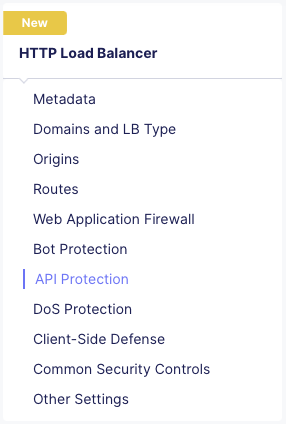 New
HTTP Load Balancer
Metadata
Domains and LB Type
Origins
Routes
Web Application Firewall
Bot Protection
API Protection
DoS Protection
Client-Side Defense
Common Security Controls
Other Settings